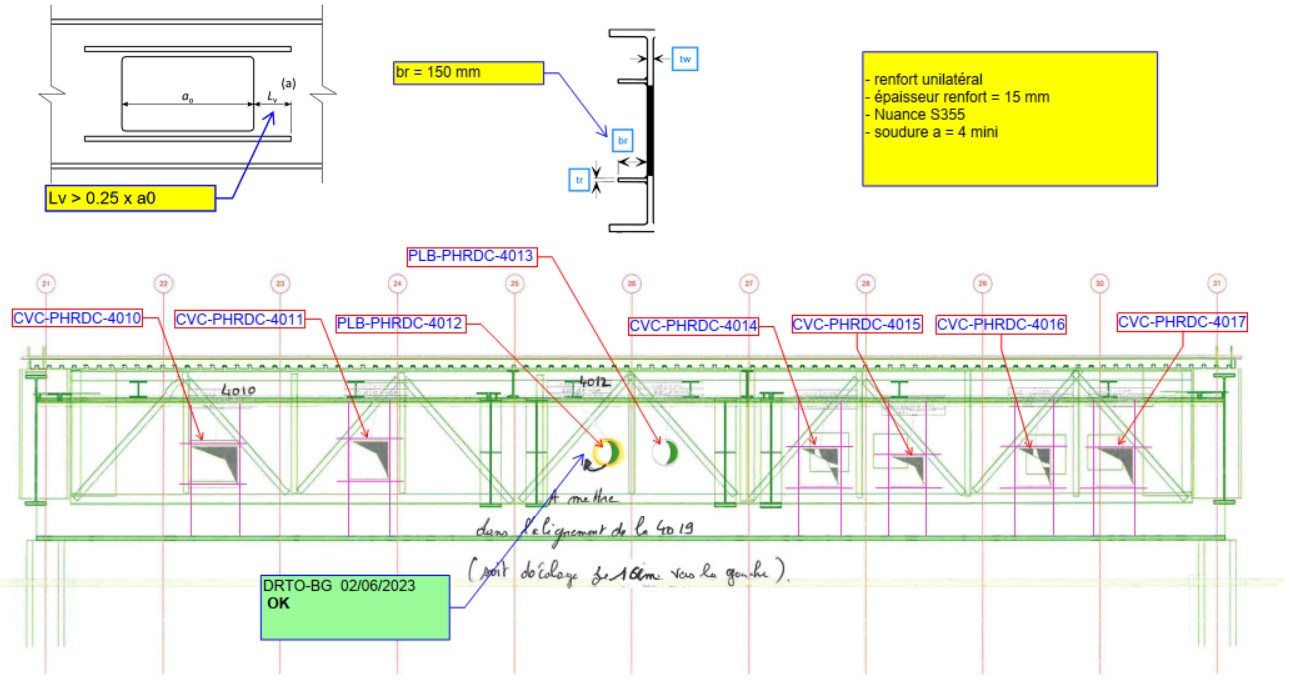 (a)
a₀
Lᵥ
Lv > 0.25 x a0
br = 150 mm
tw
br
tr
- renfort unilatéral
- épaisseur renfort = 15 mm
- Nuance S355
- soudure a = 4 mini
PLB-PHRDC-4013
21 22 23 24 25 26 27 28 29 30 31
CVC-PHRDC-4010
CVC-PHRDC-4011
PLB-PHRDC-4012
CVC-PHRDC-4014
CVC-PHRDC-4015
CVC-PHRDC-4016
CVC-PHRDC-4017
4010
4012
A mettre
dans l'alignement de la 4019
(soit décalage de 16cm vers la gauche).
DRTO-BG 02/06/2023
OK